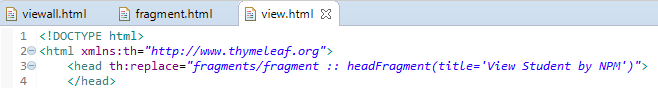 viewall.html fragment.html view.html
1 <!DOCTYPE html>
2 <html xmlns:th="http://www.thymeleaf.org">
3 <head th:replace="fragments/fragment :: headFragment(title='View Student by NPM')">
4 </head>